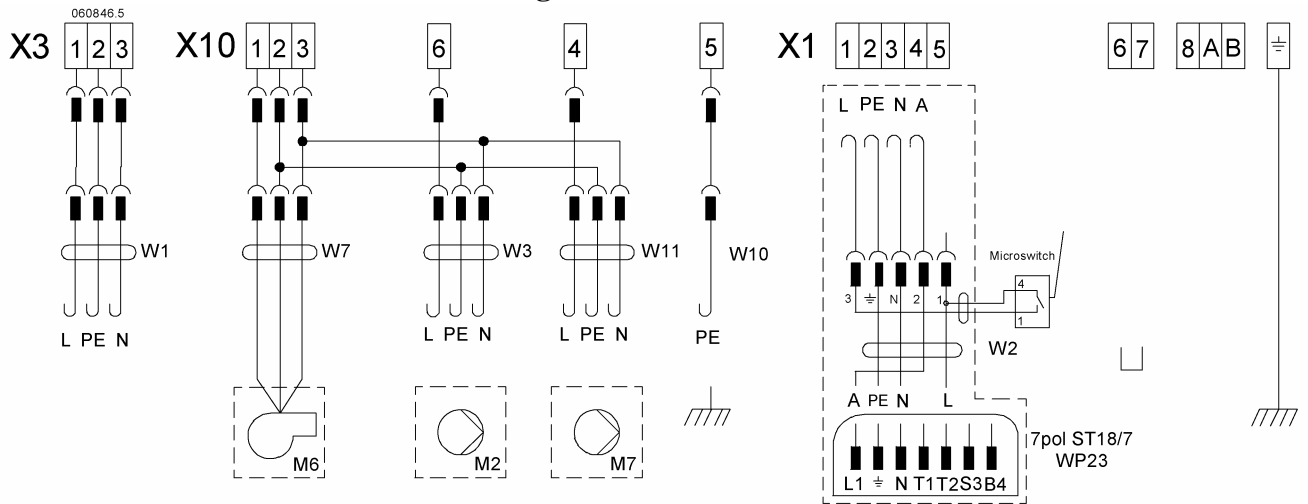 060846.5
X3 1 2 3 X10 1 2 3 6 4 5 X1 1 2 3 4 5 6 7 8 A B
L PE N A
W1 W7 W3 W11 W10
Microswitch
4
3 N 2 1
1
W2
L PE N L PE N L PE N PE
A PE N L
M6 M2 M7
7pol ST18/7
WP23
L1 N T1 T2 S3 B4